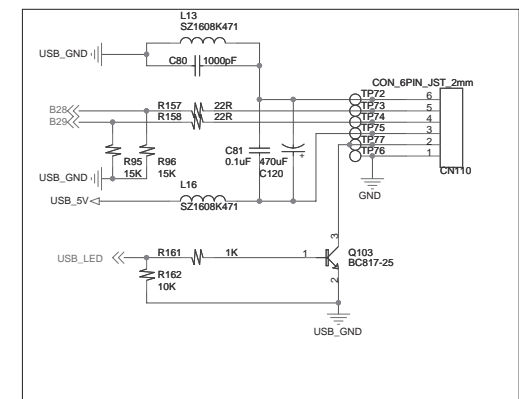 L13
SZ1608K471
USB_GND
C80 1000pF
CON_6PIN_JST_2mm
TP72
6
B28 R157 22R TP73 5
B29 R158 22R TP74 4
TP75 3
R95 R96 C81 470uF TP77 2
15K 15K 0.1uF C120 + TP76 1
CN110
USB_GND
L16
GND
USB_5V
SZ1608K471
3
USB_LED R161 1K 1 Q103
BC817-25
R162
10K
2
USB_GND